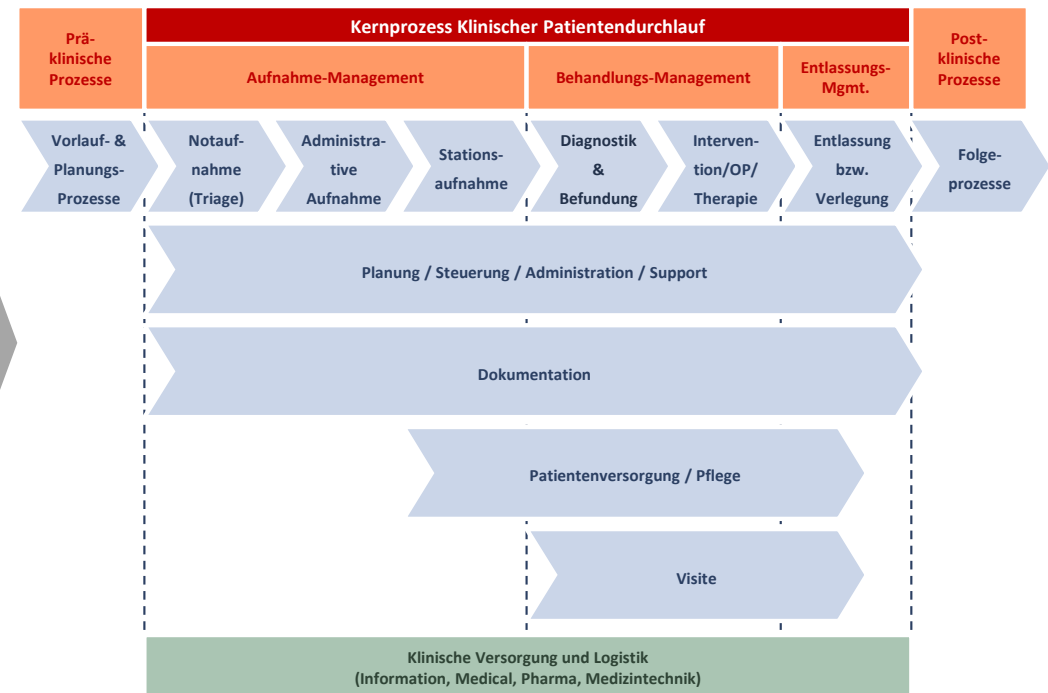 Kernprozess Klinischer Patientendurchlauf
Prä-
klinische
Prozesse
Aufnahme-Management
Behandlungs-Management
Entlassungs-
Mgmt.
Post-
klinische
Prozesse
Vorlauf- &
Planungs-
Prozesse
Notauf-
nahme
(Triage)
Administra-
tive
Aufnahme
Stations-
aufnahme
Diagnostik
&
Befundung
Interven-
tion/OP/
Therapie
Entlassung
bzw.
Verlegung
Folge-
prozesse
Planung / Steuerung / Administration / Support
Dokumentation
Patientenversorgung / Pflege
Visite
Klinische Versorgung und Logistik
(Information, Medical, Pharma, Medizintechnik)